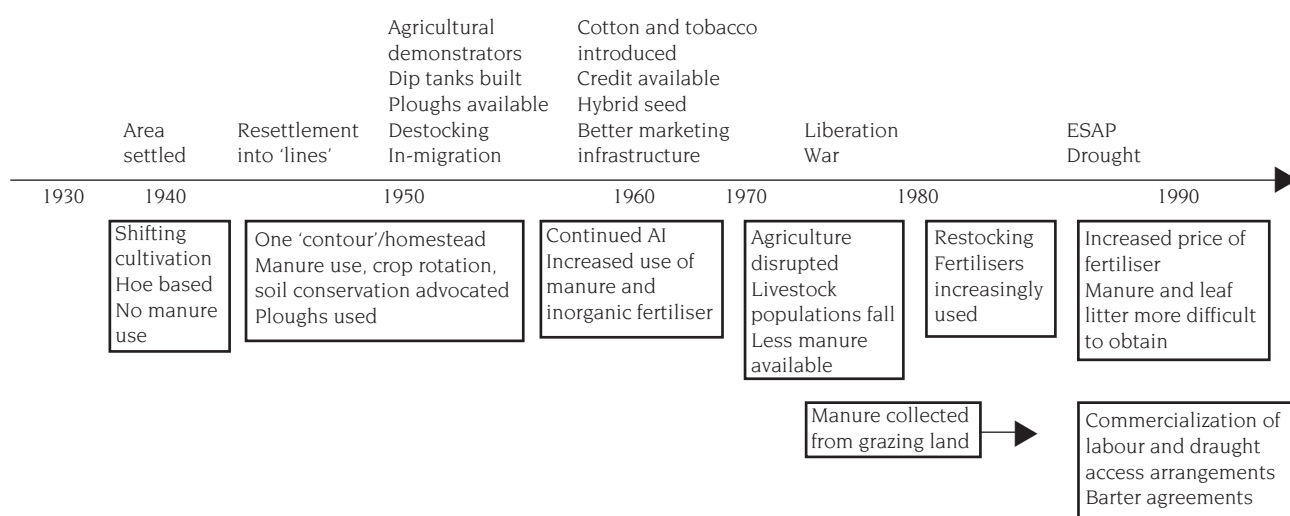 Agricultural
demonstrators
Dip tanks built
Ploughs available
Destocking
In-migration
Cotton and tobacco
introduced
Credit available
Hybrid seed
Better marketing
infrastructure
Area
settled
Resettlement
into ‘lines’
Liberation
War
ESAP
Drought
1930
1940
1950
1960
1970
1980
1990
Shifting
cultivation
Hoe based
No manure
use
One ‘contour’/homestead
Manure use, crop rotation,
soil conservation advocated
Ploughs used
Continued AI
Increased use of
manure and
inorganic fertiliser
Agriculture
disrupted
Livestock
populations fall
Less manure
available
Restocking
Fertilisers
increasingly
used
Increased price of
fertiliser
Manure and leaf
litter more difficult
to obtain
Manure collected
from grazing land
Commercialization of
labour and draught
access arrangements
Barter agreements